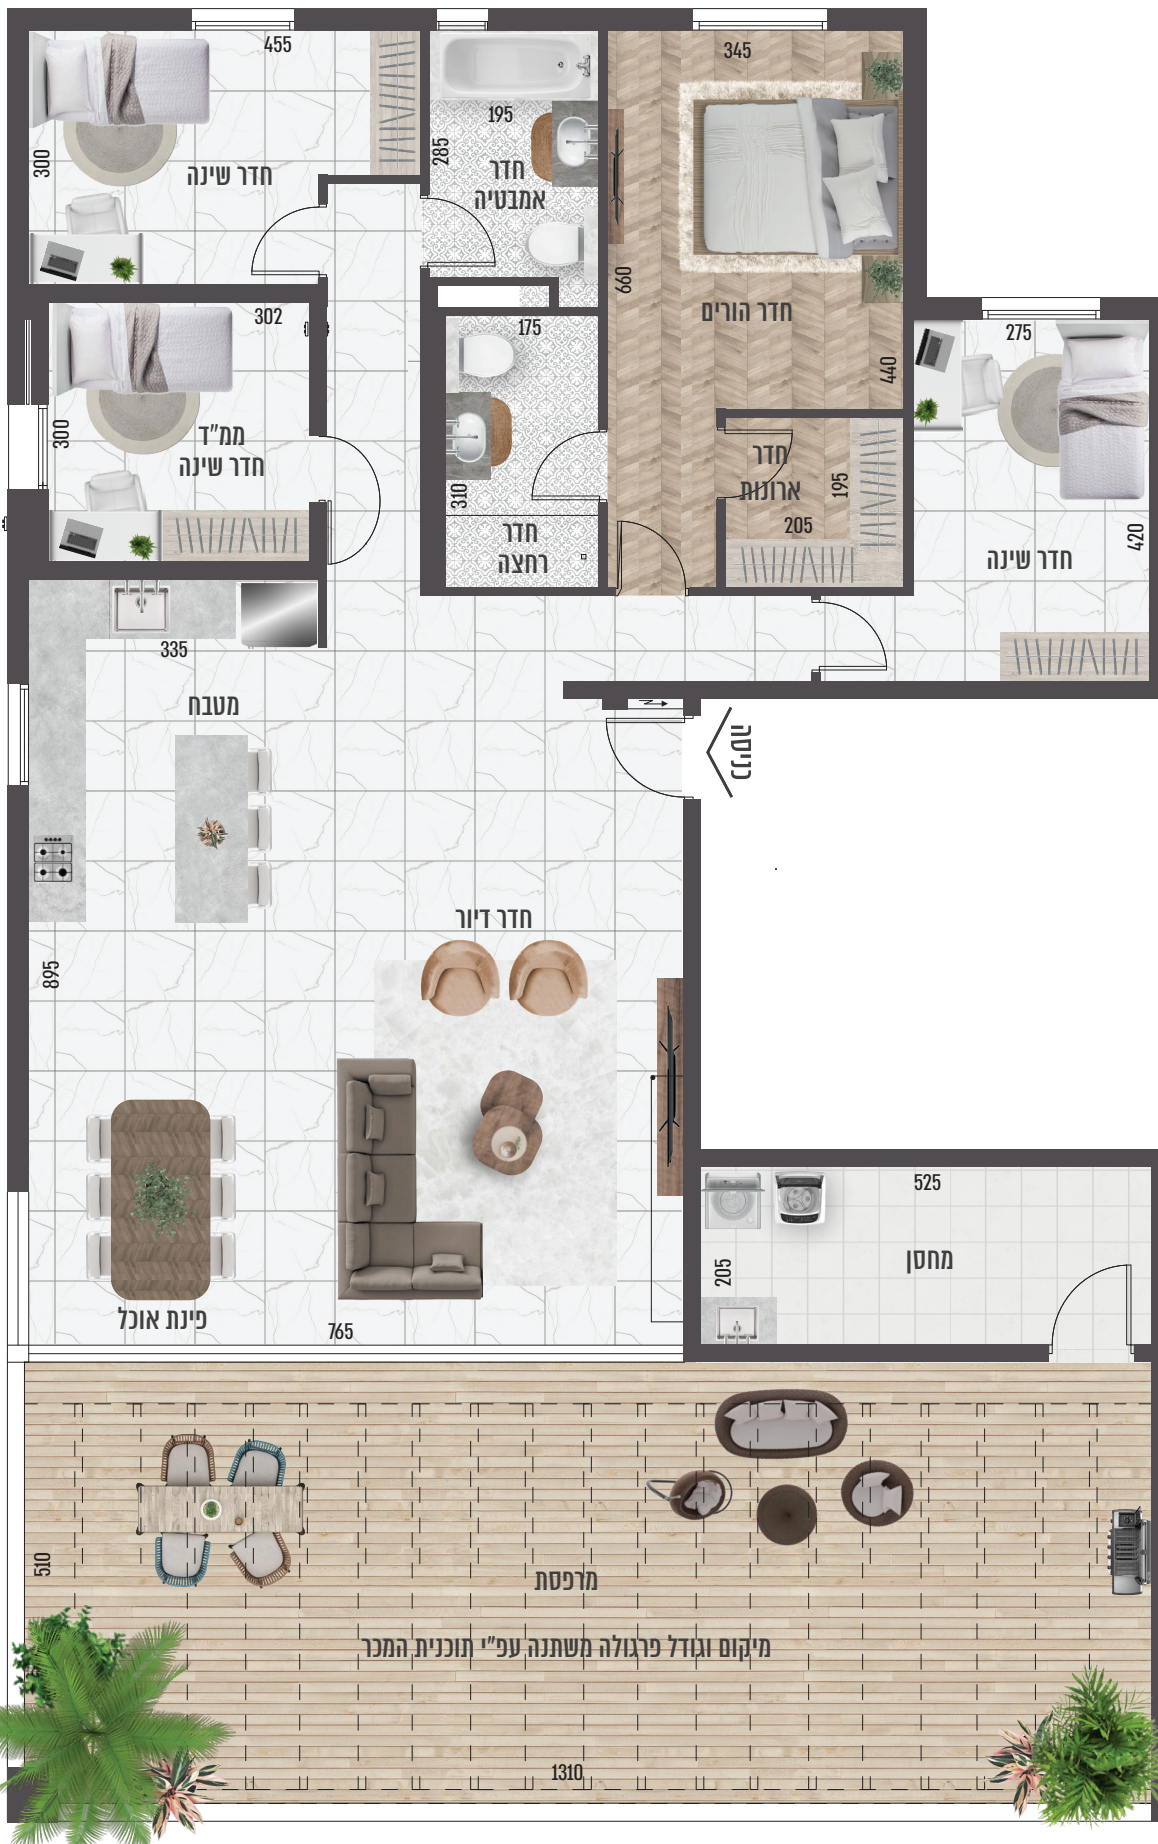 455
300
חדר שינה
195
285
חדר
אמבטיה
345
660
440
חדר הורים
302
300
ממ"ד
חדר שינה
175
310
חדר
רחצה
חדר
ארונות
195
205
275
420
חדר שינה
335
מטבח
כניסה
חדר דיור
895
פינת אוכל
765
525
205
מחסן
510
מרפסת
מיקום וגודל פרגולה משתנה עפ"י תוכנית המכר
1310